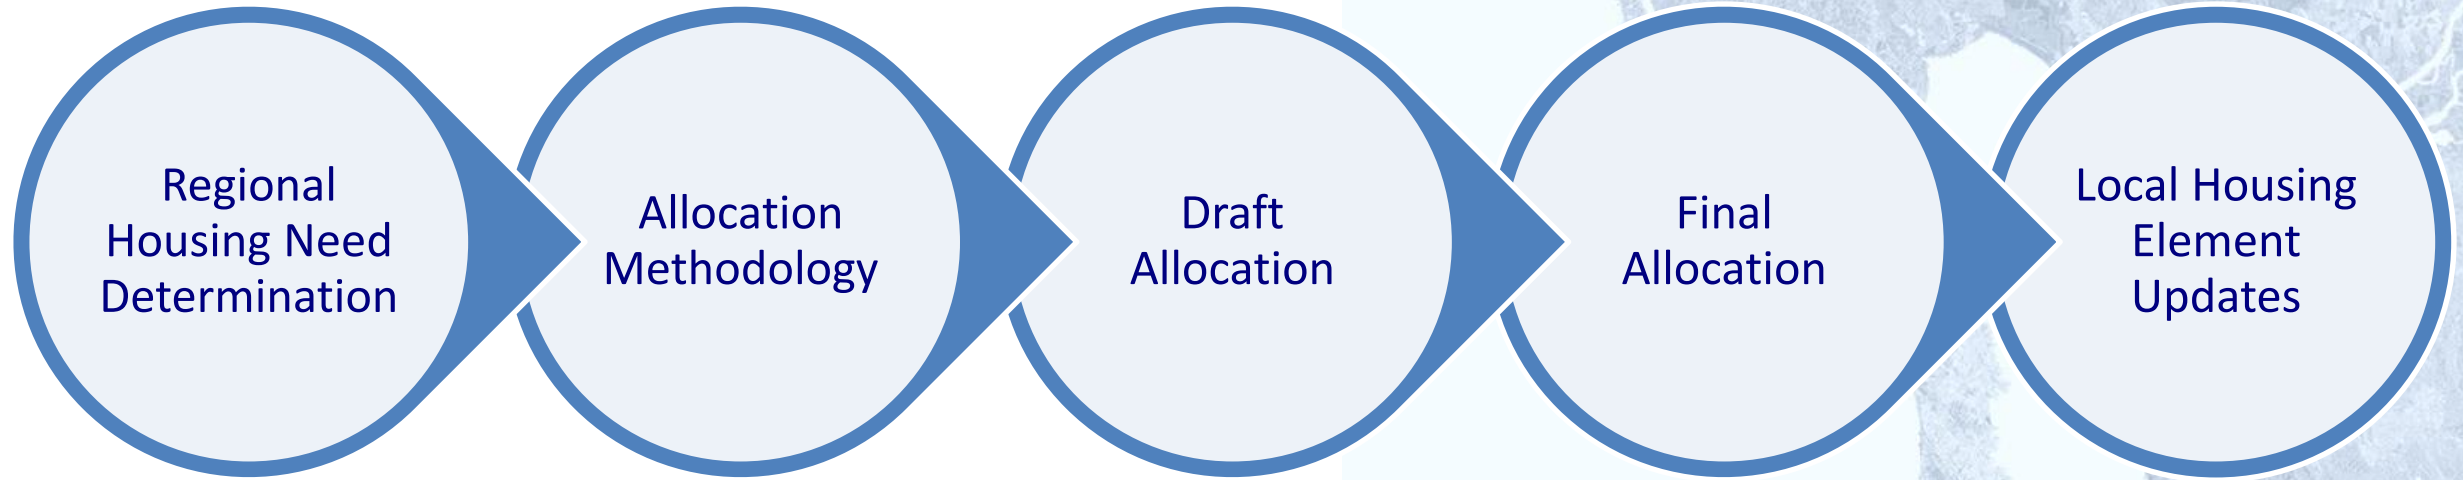 Regional
Housing Need
Determination
Allocation
Methodology
Draft
Allocation
Final
Allocation
Local Housing
Element
Updates